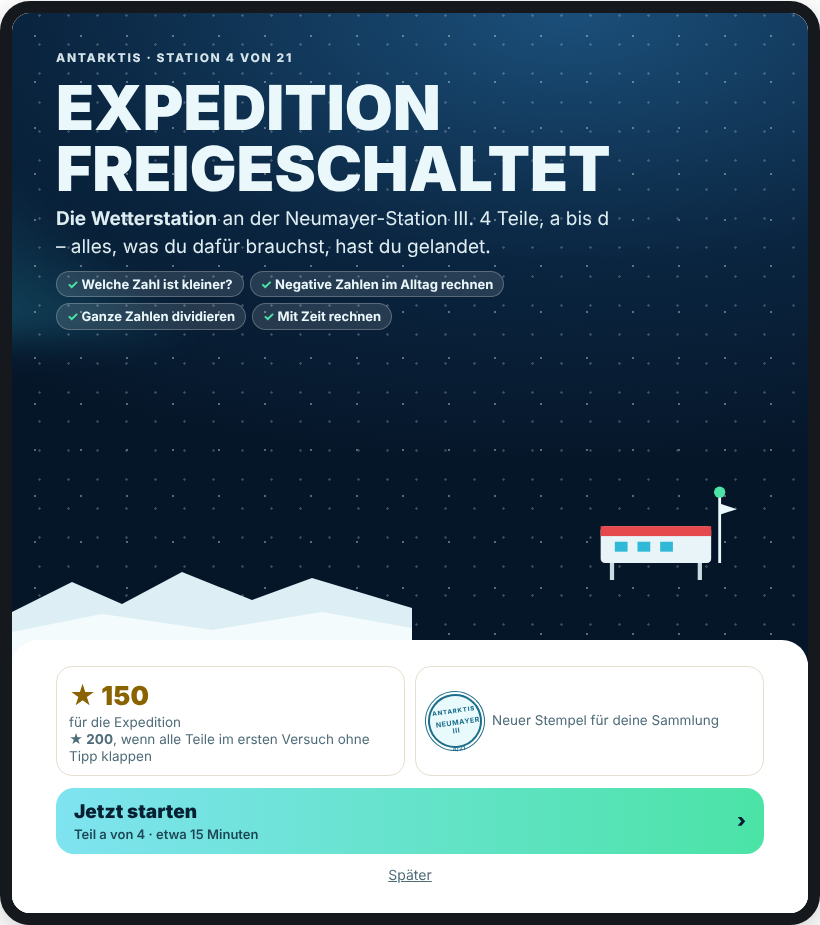 ANTARKTIS · STATION 4 VON 21
EXPEDITION
FREIGESCHALTET
Die Wetterstation an der Neumayer-Station III. 4 Teile, a bis d
– alles, was du dafür brauchst, hast du gelandet.
✓ Welche Zahl ist kleiner?
✓ Negative Zahlen im Alltag rechnen
✓ Ganze Zahlen dividieren
✓ Mit Zeit rechnen
★ 150
für die Expedition
★ 200, wenn alle Teile im ersten Versuch ohne
Tipp klappen
ANTARKTIS
NEUMAYER
III
Neuer Stempel für deine Sammlung
Jetzt starten
Teil a von 4 · etwa 15 Minuten
›
Später